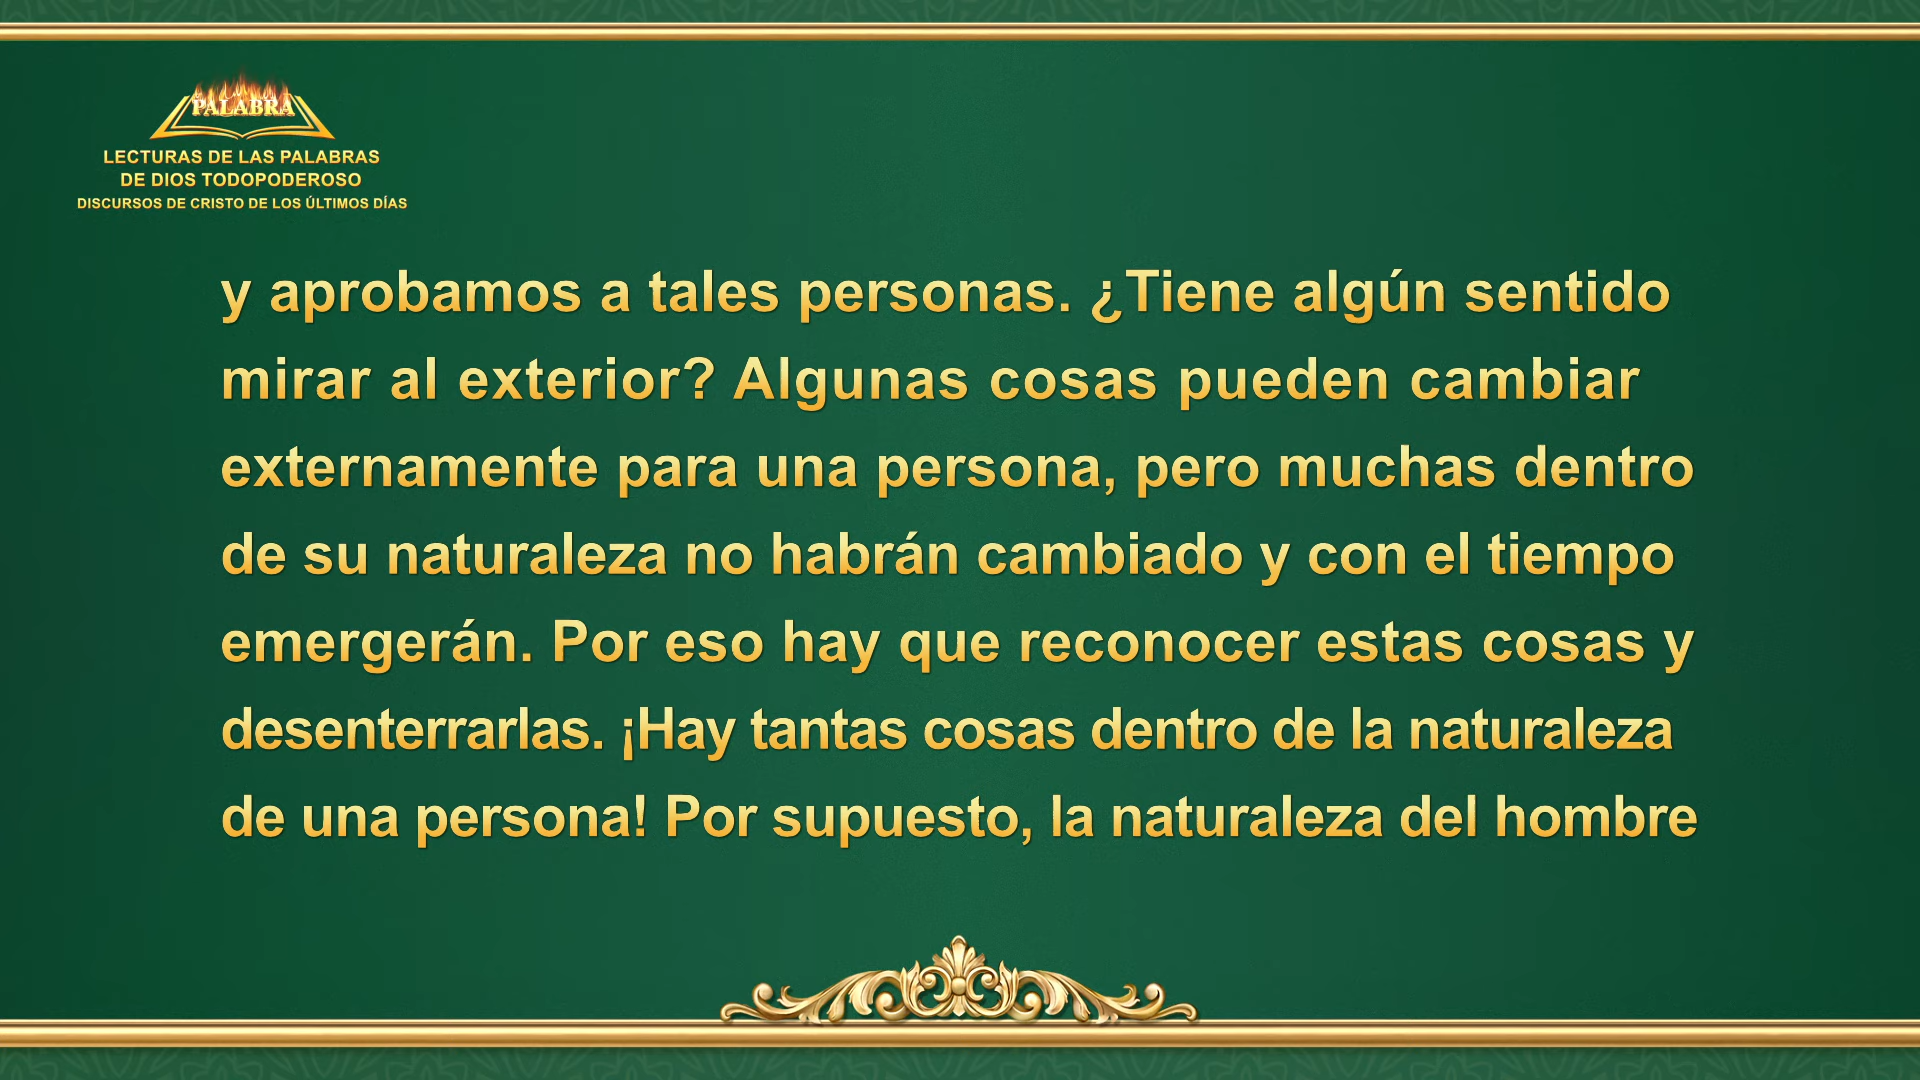 PALABRA
LECTURAS DE LAS PALABRAS
DE DIOS TODOPODEROSO
DISCURSOS DE CRISTO DE LOS ÚLTIMOS DÍAS
y aprobamos a tales personas. ¿Tiene algún sentido
mirar al exterior? Algunas cosas pueden cambiar
externamente para una persona, pero muchas dentro
de su naturaleza no habrán cambiado y con el tiempo
emergerán. Por eso hay que reconocer estas cosas y
desenterrarlas. ¡Hay tantas cosas dentro de la naturaleza
de una persona! Por supuesto, la naturaleza del hombre